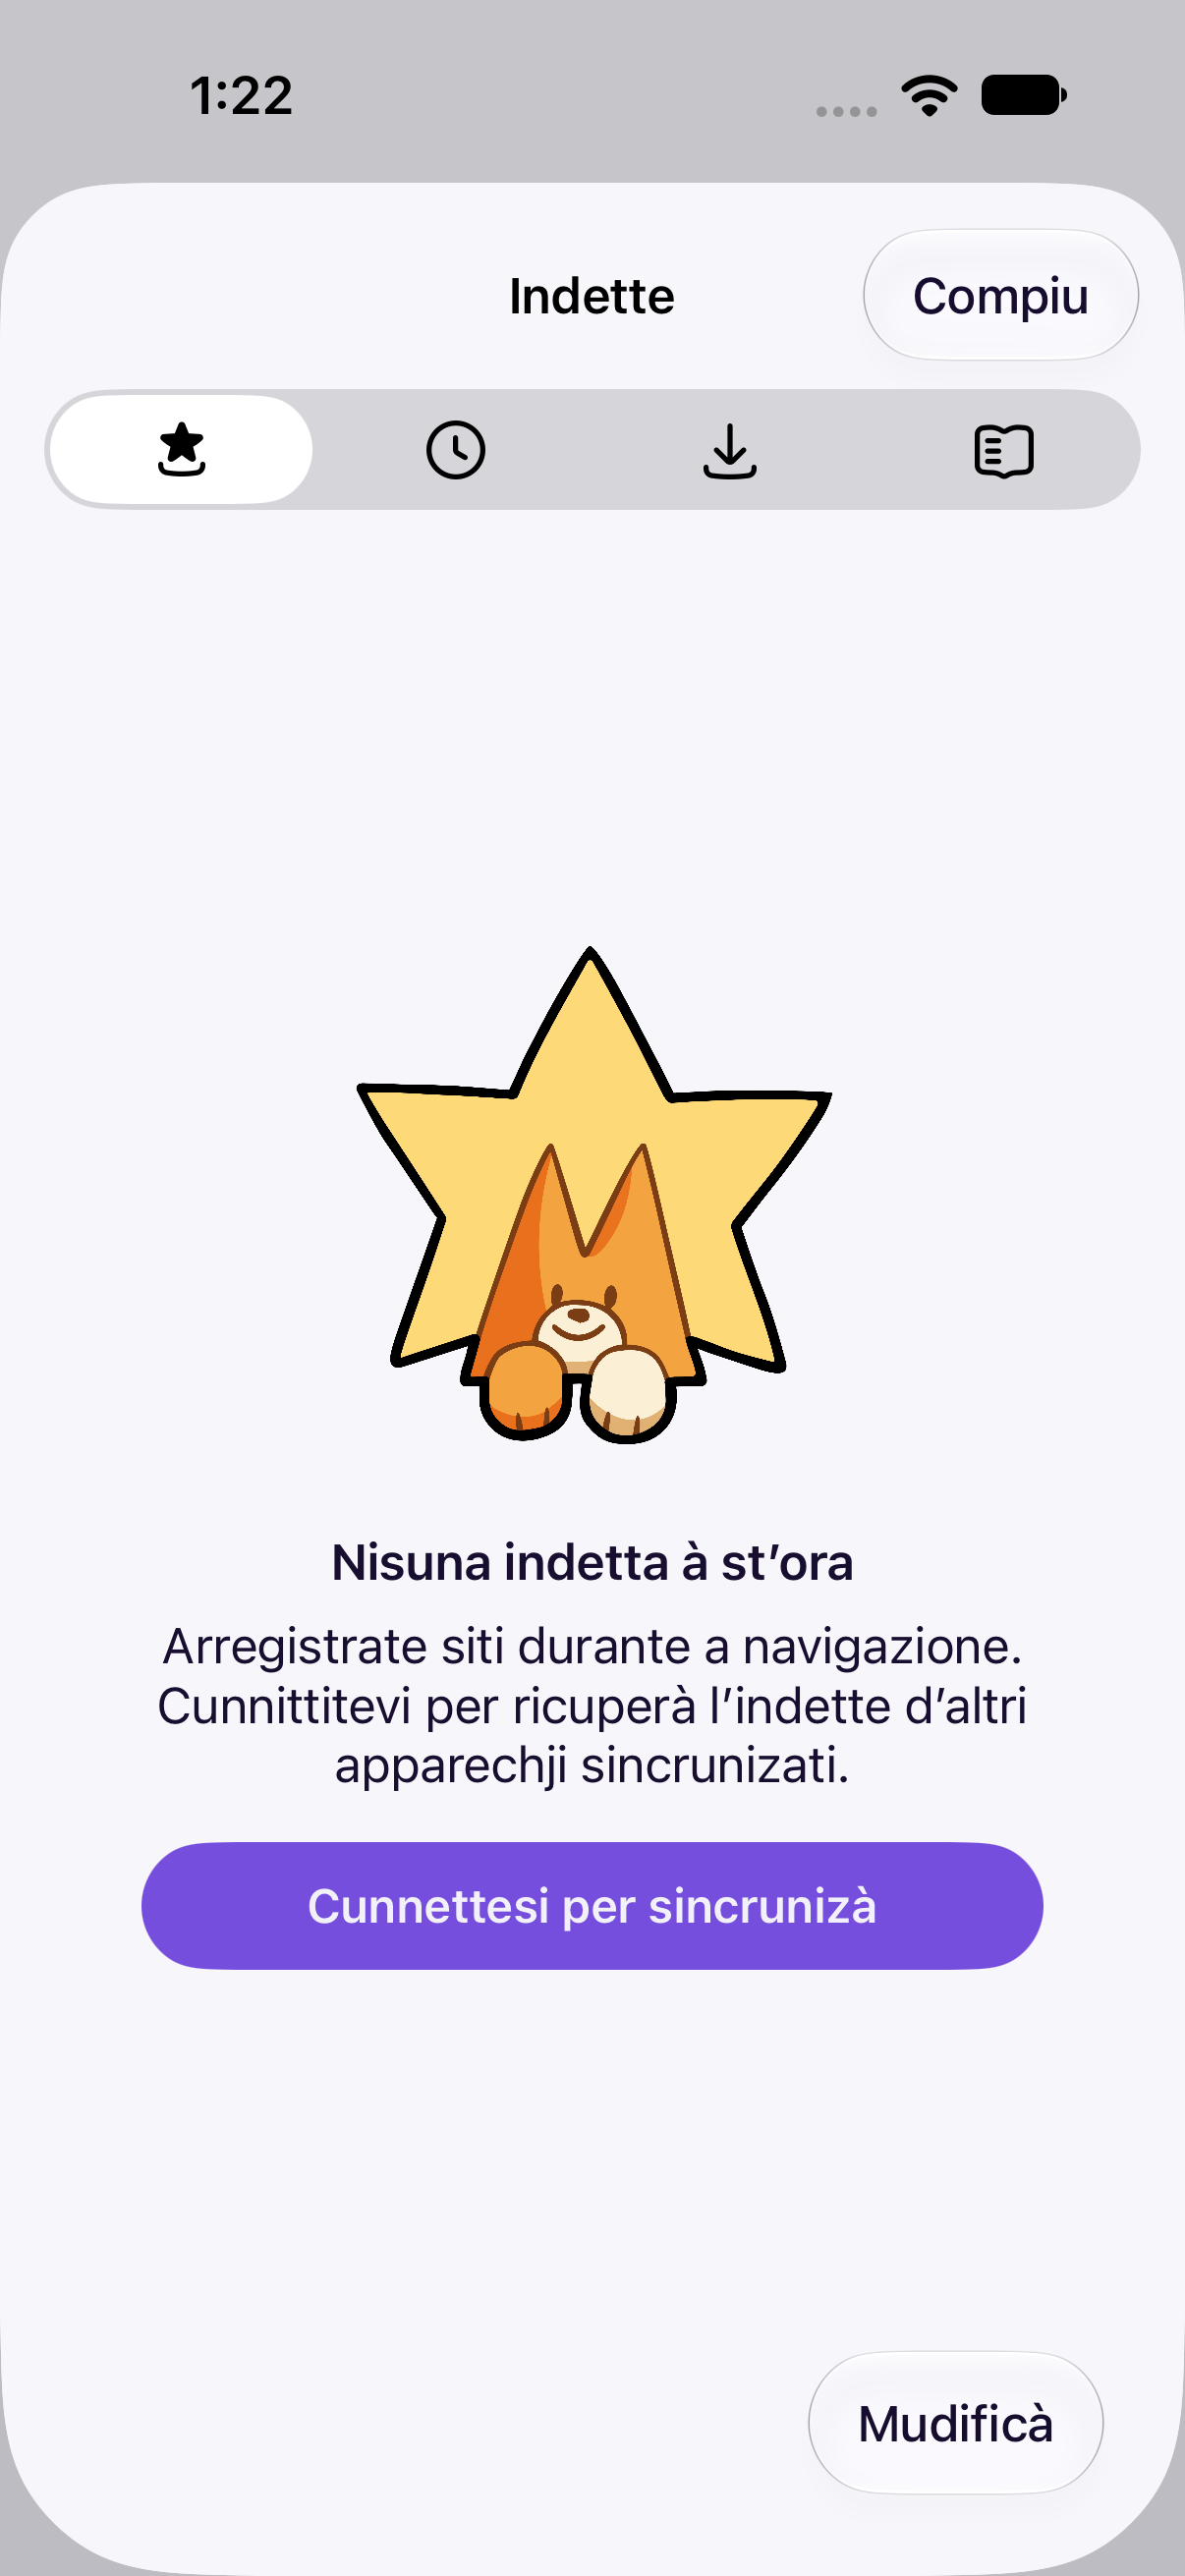 1:22
Indette
Compiu
Nisuna indetta à st’ora
Arregistrate siti durante a navigazione.
Cunnittitevi per ricuperà l’indette d’altri
apparechji sincrunizati.
Cunnettesi per sincrunizà
Mudificà